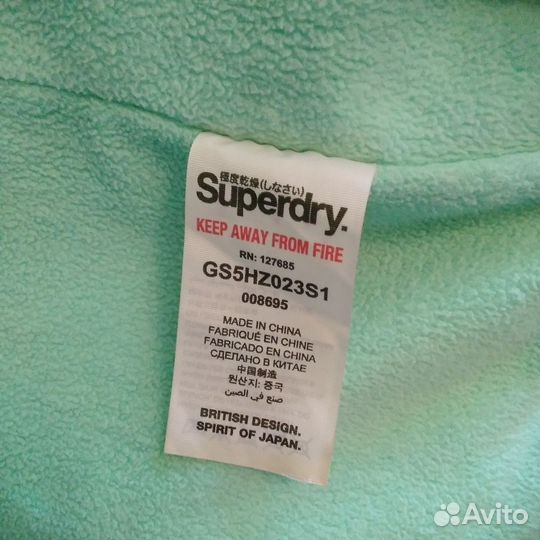 極度乾燥(しなさい)
Superdry.
KEEP AWAY FROM FIRE
RN: 127685
GS5HZ023S1
008695
MADE IN CHINA
FABRIQUÉ EN CHINE
FABRICADO EN CHINA
СДЕЛАНО В КИТАЕ
中国制造
원산지: 중국
صنع في الصين
BRITISH DESIGN.
SPIRIT OF JAPAN.
Avito